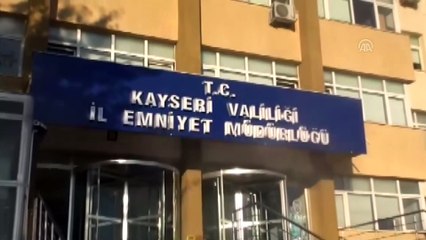 T.C.
KAYSERİ VALİLİĞİ
İL EMNİYET MÜDÜRLÜĞÜ